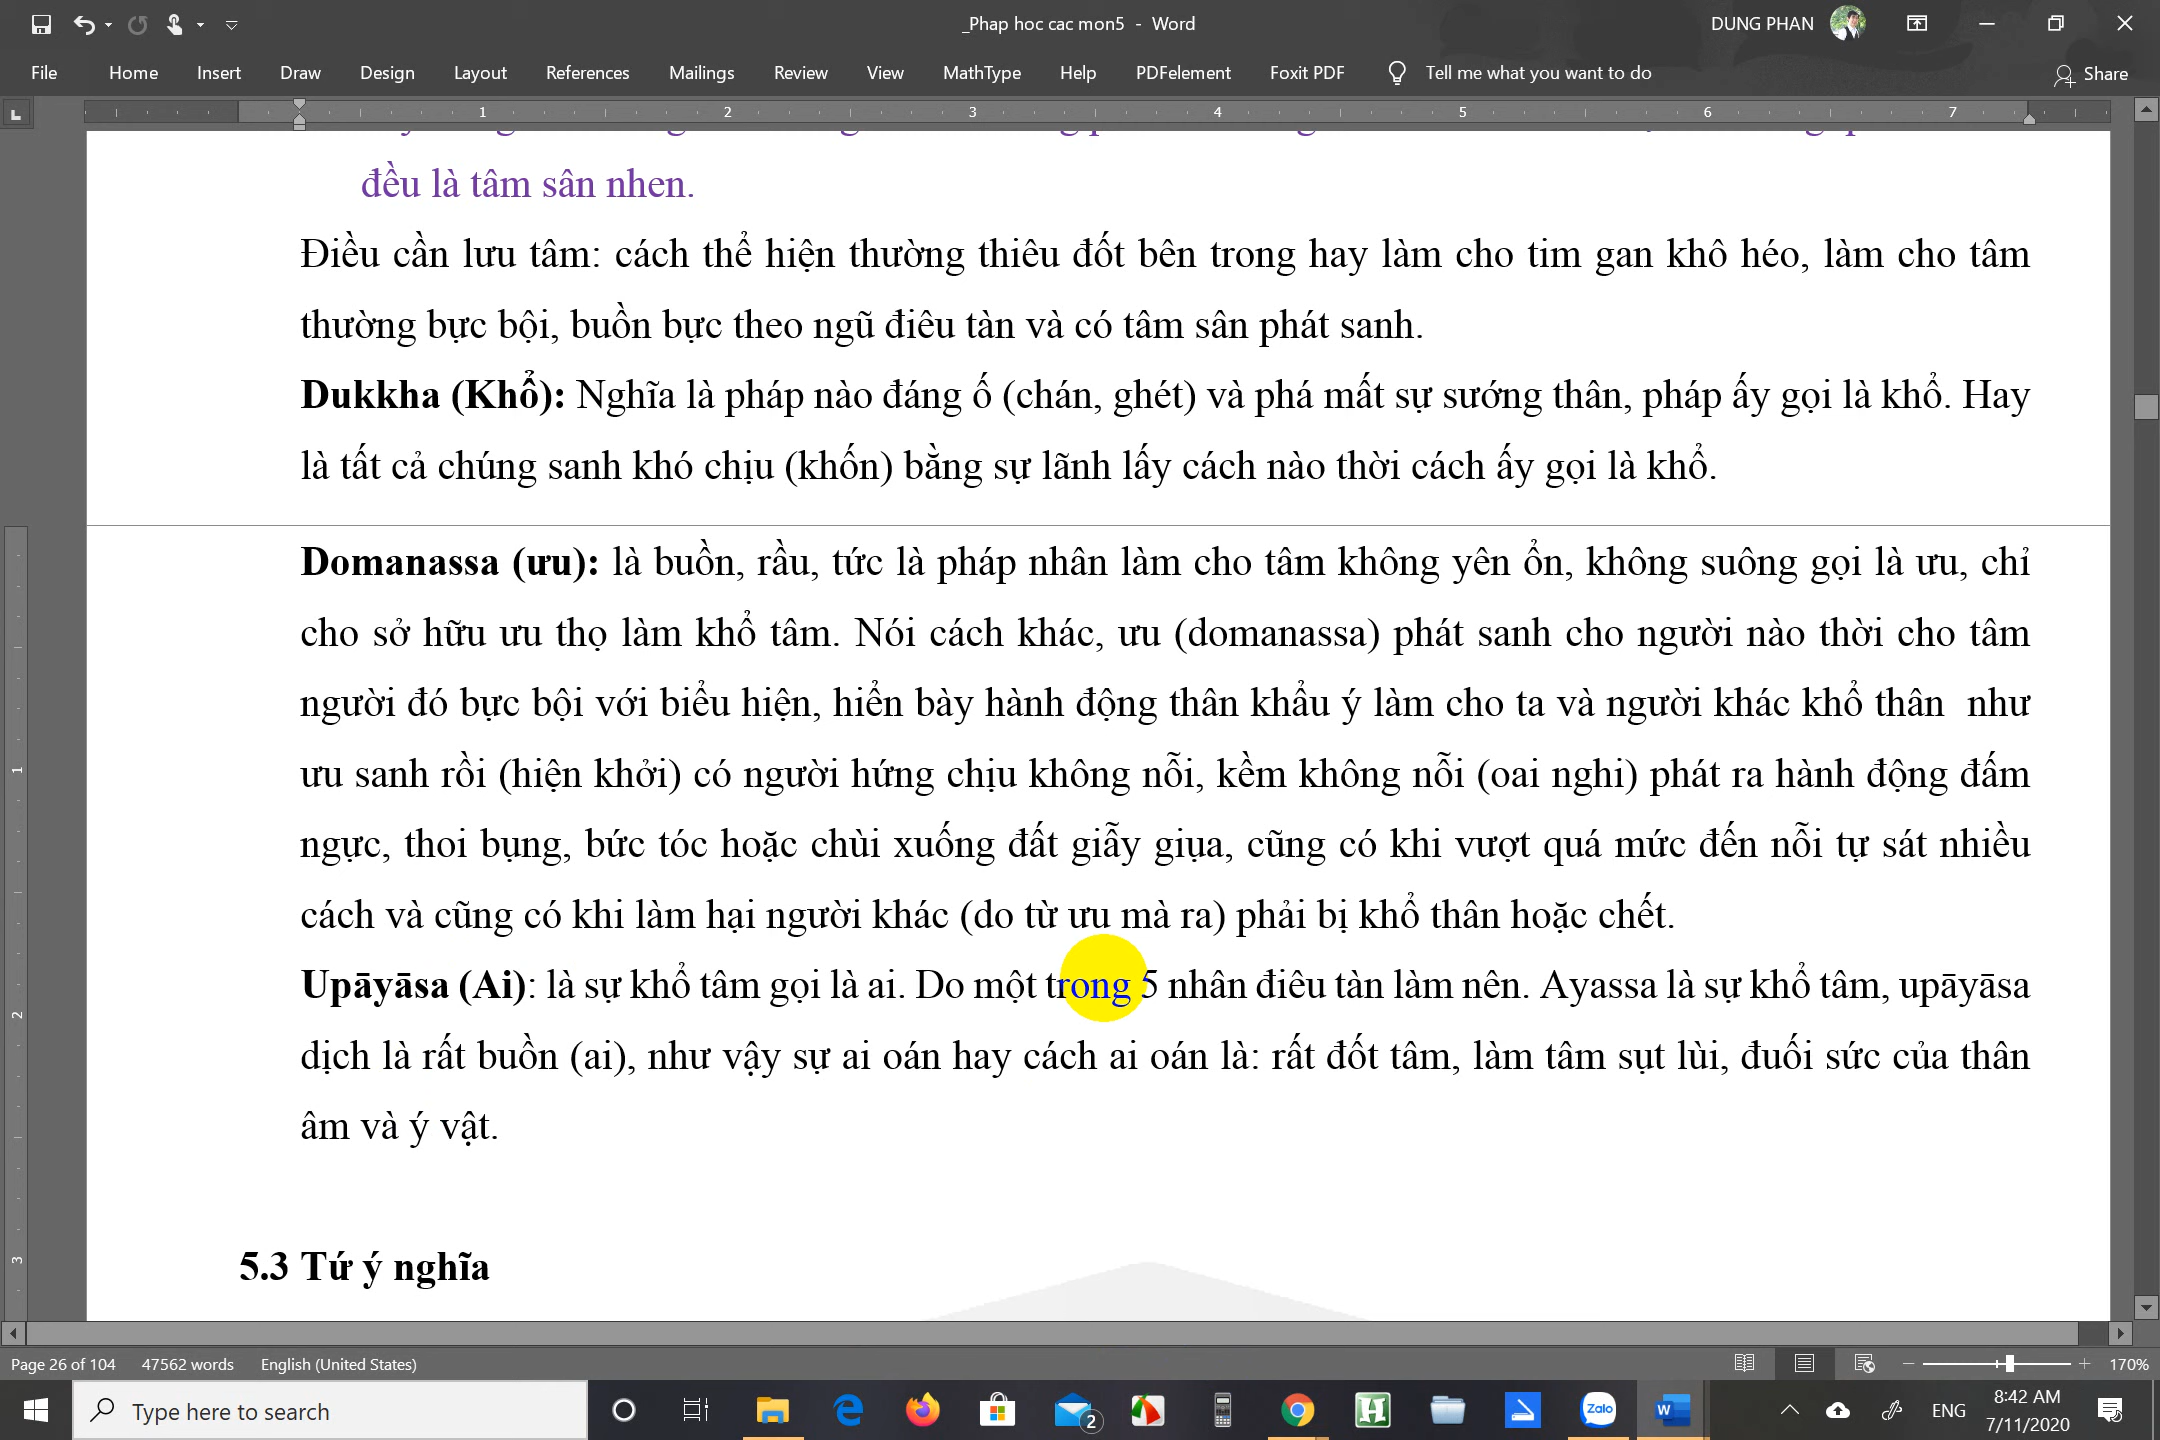 _Phap hoc cac mon5 - Word
DUNG PHAN
File Home Insert Draw Design Layout References Mailings Review View MathType Help PDFelement Foxit PDF Tell me what you want to do Share
1 2 3 4 5 6 7
đều là tâm sân nhen.
Điều cần lưu tâm: cách thể hiện thường thiêu đốt bên trong hay làm cho tim gan khô héo, làm cho tâm
thường bực bội, buồn bực theo ngũ điêu tàn và có tâm sân phát sanh.
Dukkha (Khổ): Nghĩa là pháp nào đáng ố (chán, ghét) và phá mất sự sướng thân, pháp ấy gọi là khổ. Hay
là tất cả chúng sanh khó chịu (khốn) bằng sự lãnh lấy cách nào thời cách ấy gọi là khổ.
Domanassa (ưu): là buồn, rầu, tức là pháp nhân làm cho tâm không yên ổn, không suông gọi là ưu, chỉ
cho sở hữu ưu thọ làm khổ tâm. Nói cách khác, ưu (domanassa) phát sanh cho người nào thời cho tâm
người đó bực bội với biểu hiện, hiển bày hành động thân khẩu ý làm cho ta và người khác khổ thân như
ưu sanh rồi (hiện khởi) có người hứng chịu không nỗi, kềm không nỗi (oai nghi) phát ra hành động đấm
ngực, thoi bụng, bức tóc hoặc chùi xuống đất giẫy giụa, cũng có khi vượt quá mức đến nỗi tự sát nhiều
cách và cũng có khi làm hại người khác (do từ ưu mà ra) phải bị khổ thân hoặc chết.
Upāyāsa (Ai): là sự khổ tâm gọi là ai. Do một trong 5 nhân điêu tàn làm nên. Ayassa là sự khổ tâm, upāyāsa
dịch là rất buồn (ai), như vậy sự ai oán hay cách ai oán là: rất đốt tâm, làm tâm sụt lùi, đuối sức của thân
âm và ý vật.
5.3 Tứ ý nghĩa
1
2
3
Page 26 of 104 47562 words English (United States) 170%
Type here to search
2
Zalo
ENG
8:42 AM
7/11/2020